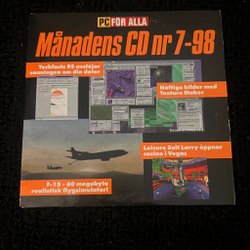 PC FÖR ALLA
Månadens CD nr 7-98
Techfacts 95 avslöjar
sanningen om din dator
Häftiga bilder med
Texture Maker
F-15 - 60 megabyte
realistisk flygsimulator!
Leisure Suit Larry öppnar
casino i Vegas